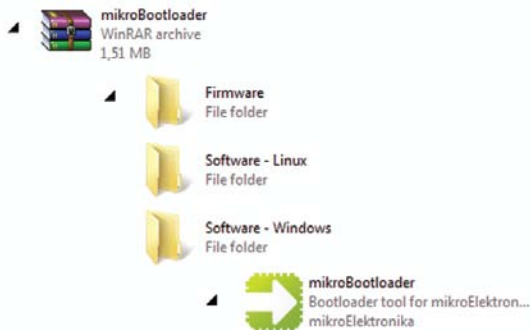 mikroBootloader
WinRAR archive
1,51 MB
Firmware
File folder
Software - Linux
File folder
Software - Windows
File folder
mikroBootloader
Bootloader tool for mikroElektron...
mikroElektronika